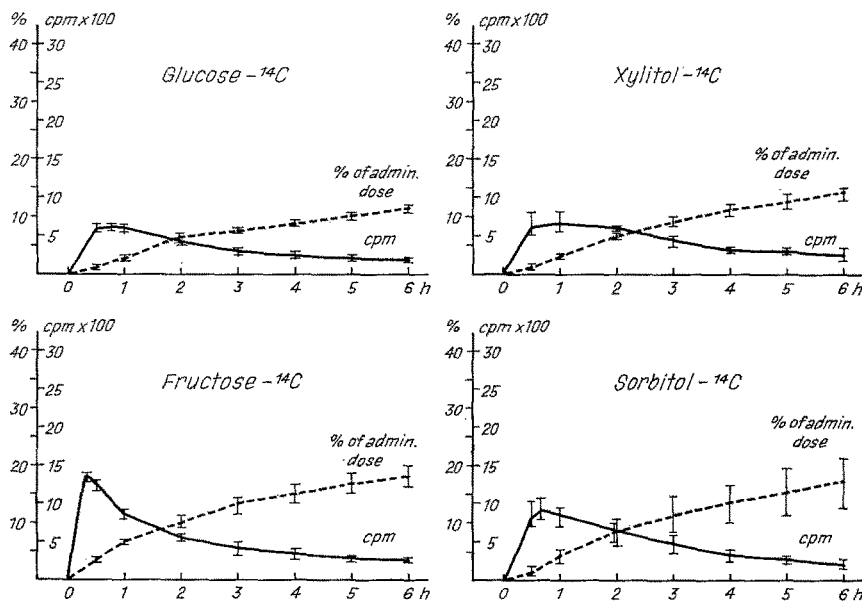 % cpm x 100
40 30
Glucose – ¹⁴C
25
30
20
20 15
% of admin.
dose
10
10
5 cpm
0 1 2 3 4 5 6 h
% cpm x 100
40 30
Xylitol – ¹⁴C
25
30
20
20 15
% of admin.
dose
10
10
5 cpm
0 1 2 3 4 5 6 h
% cpm x 100
40 30
Fructose – ¹⁴C
25
30
20
% of admin.
dose
20 15
10
10
5 cpm
0 1 2 3 4 5 6 h
% cpm x 100
40 30
Sorbitol – ¹⁴C
25
30
20
% of admin.
dose
20 15
10
10
5 cpm
0 1 2 3 4 5 6 h